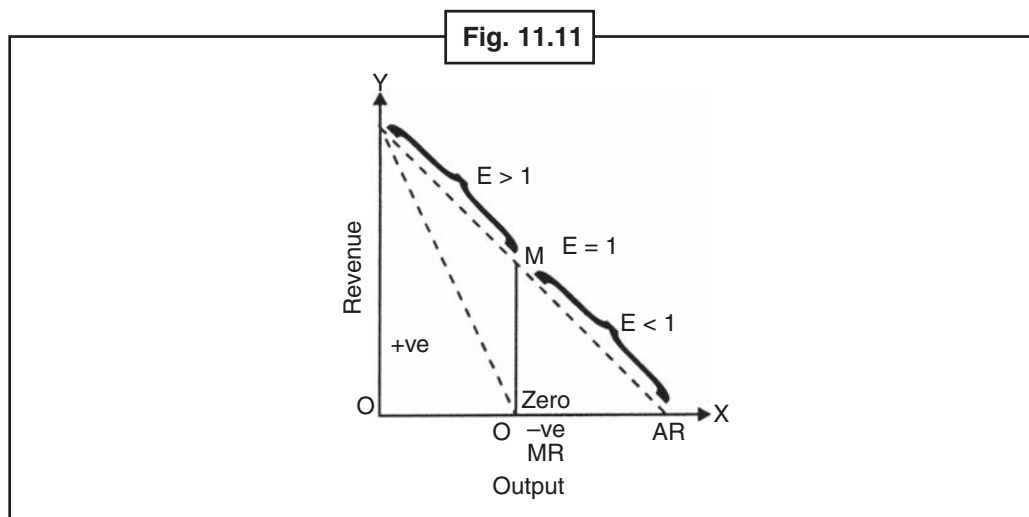 Fig. 11.11
Y
E > 1
M E = 1
Revenue
E < 1
+ve
O Zero X
O –ve AR
MR
Output